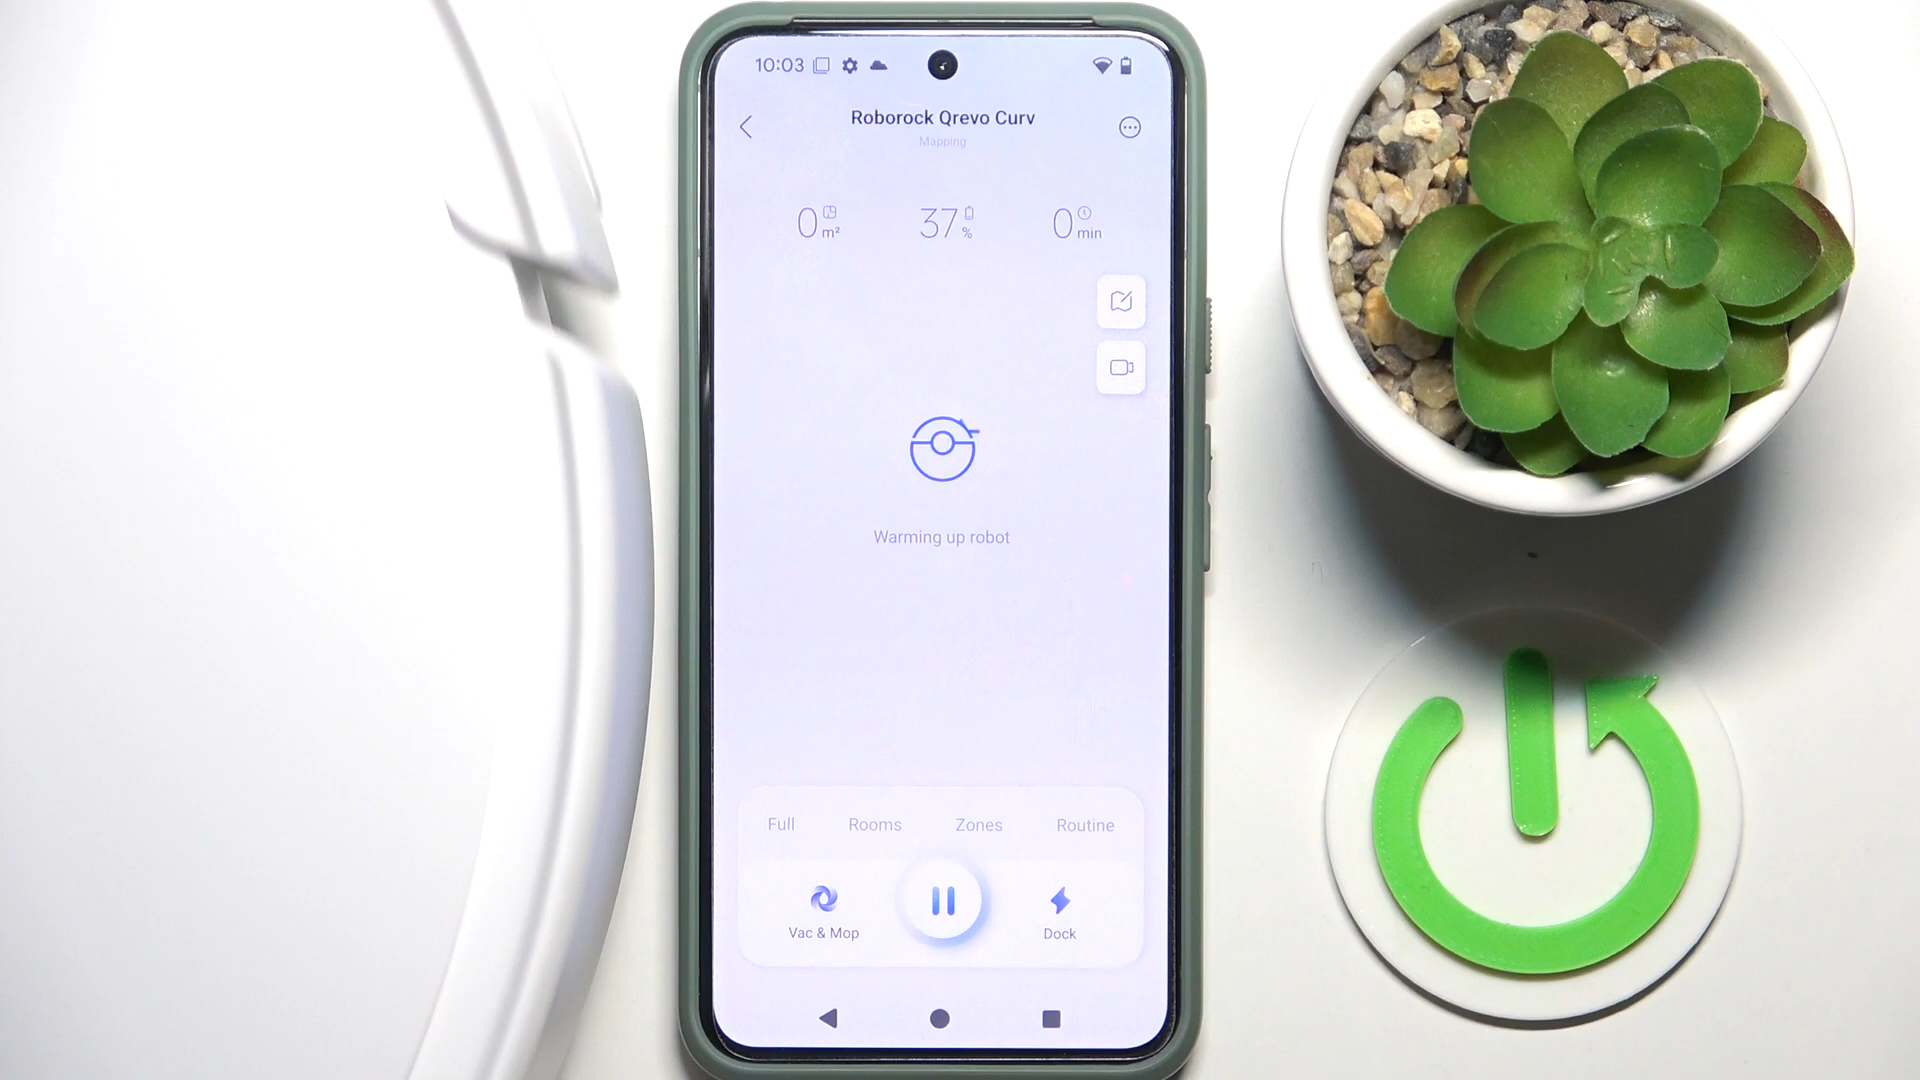 10:03
Roborock Qrevo Curv
Mapping
0 m² 37 % 0 min
Warming up robot
Full Rooms Zones Routine
Vac & Mop Dock